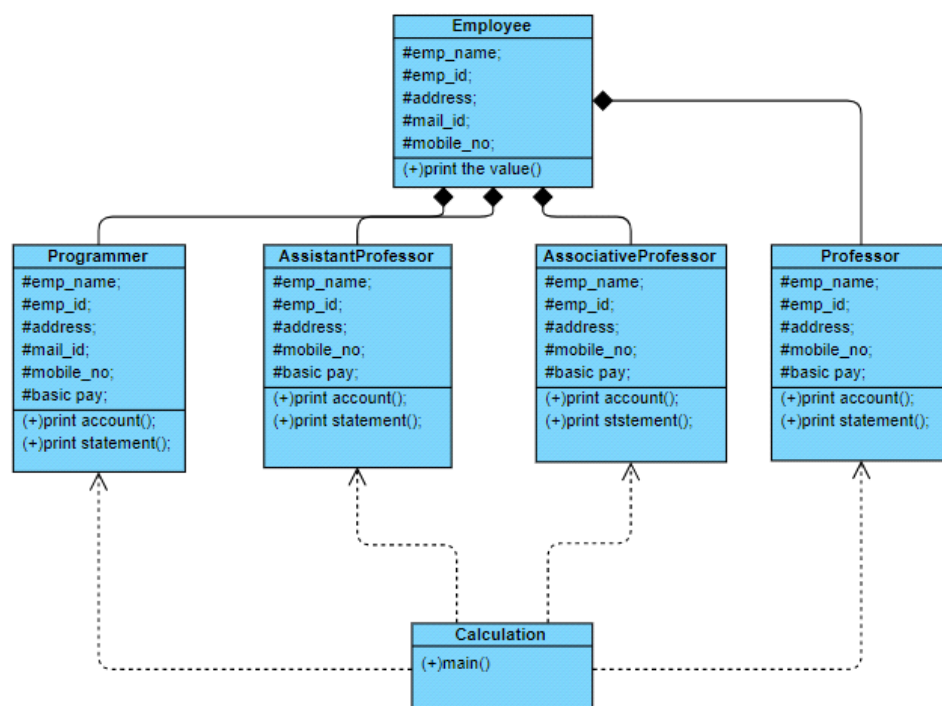 Employee
#emp_name;
#emp_id;
#address;
#mail_id;
#mobile_no;
(+)print the value()
Programmer
#emp_name;
#emp_id;
#address;
#mail_id;
#mobile_no;
#basic pay;
(+)print account();
(+)print statement();
AssistantProfessor
#emp_name;
#emp_id;
#address;
#mobile_no;
#basic pay;
(+)print account();
(+)print statement();
AssociativeProfessor
#emp_name;
#emp_id;
#address;
#mobile_no;
#basic pay;
(+)print account();
(+)print ststement();
Professor
#emp_name;
#emp_id;
#address;
#mobile_no;
#basic pay;
(+)print account();
(+)print statement();
Calculation
(+)main()